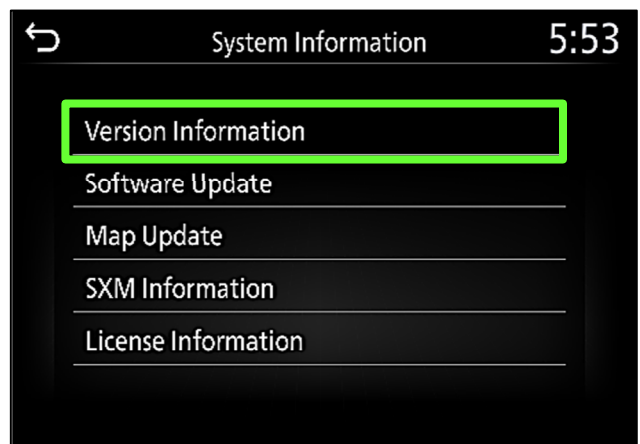 System Information 5:53
Version Information
Software Update
Map Update
SXM Information
License Information